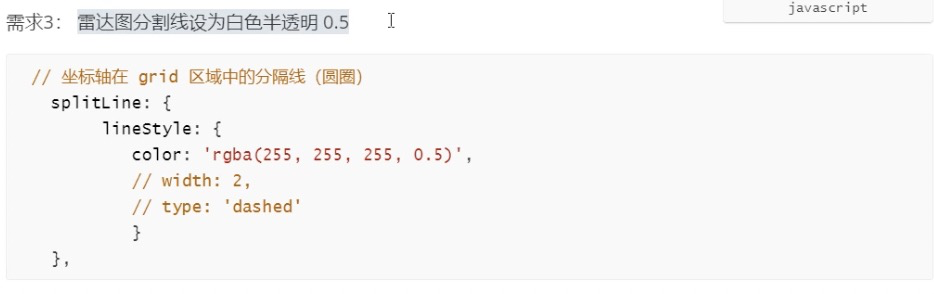 javascript
需求3： 雷达图分割线设为白色半透明 0.5
// 坐标轴在 grid 区域中的分隔线（圆圈）
splitLine: {
lineStyle: {
color: 'rgba(255, 255, 255, 0.5)',
// width: 2,
// type: 'dashed'
}
},